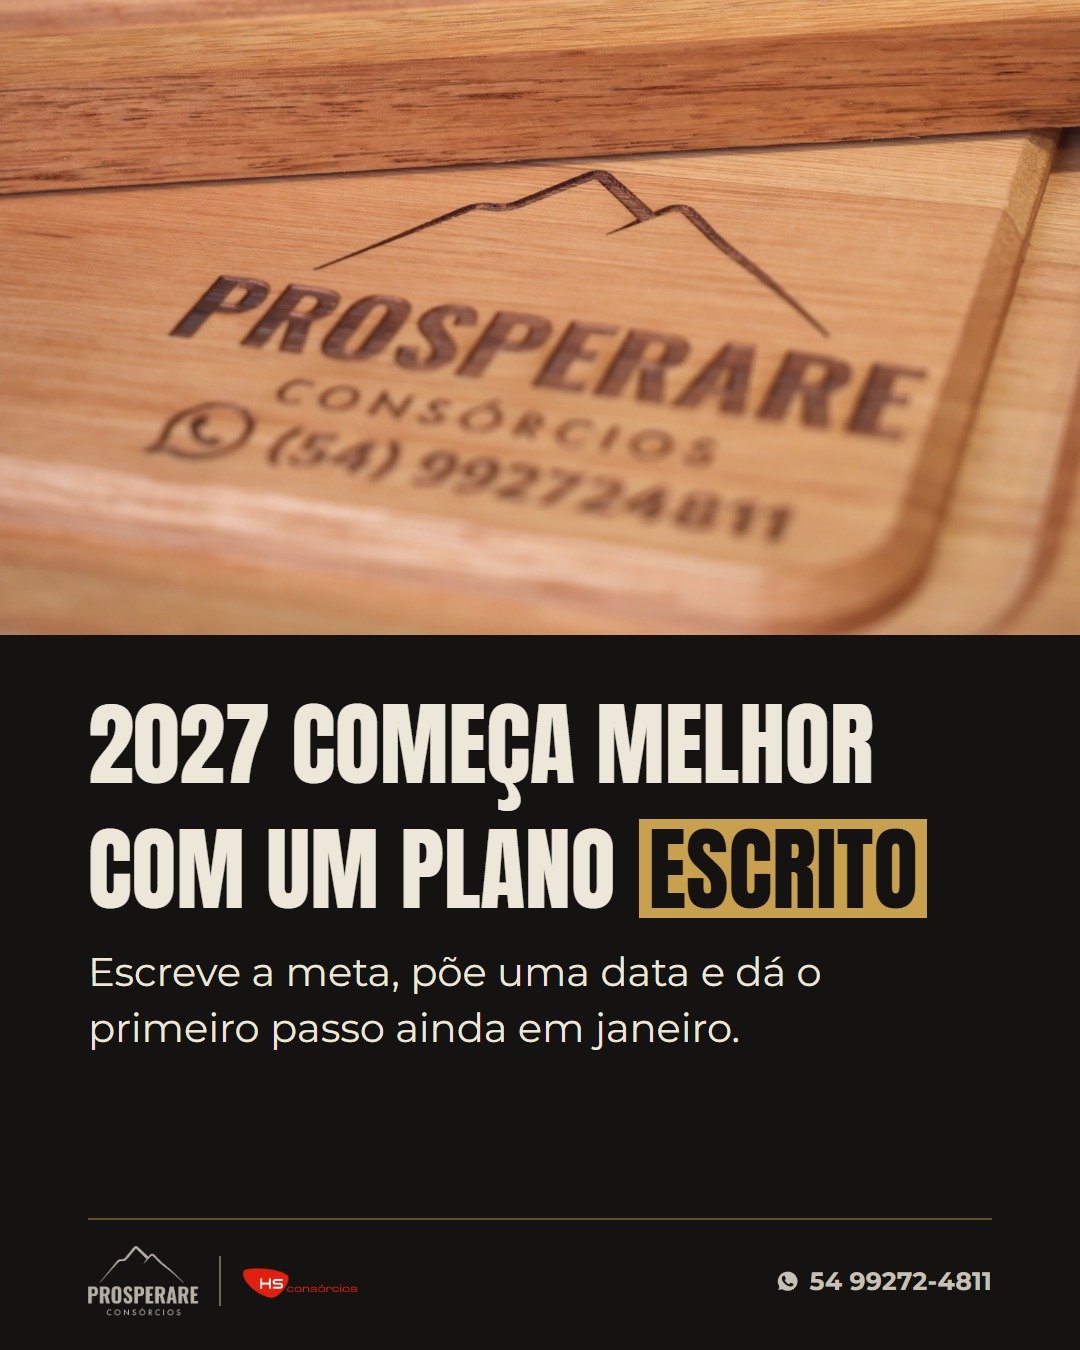 PROSPERARE
CONSÓRCIOS
(54) 992724811
2027 COMEÇA MELHOR
COM UM PLANO ESCRITO
Escreve a meta, põe uma data e dá o
primeiro passo ainda em janeiro.
PROSPERARE
CONSÓRCIOS
HS consórcios
54 99272-4811